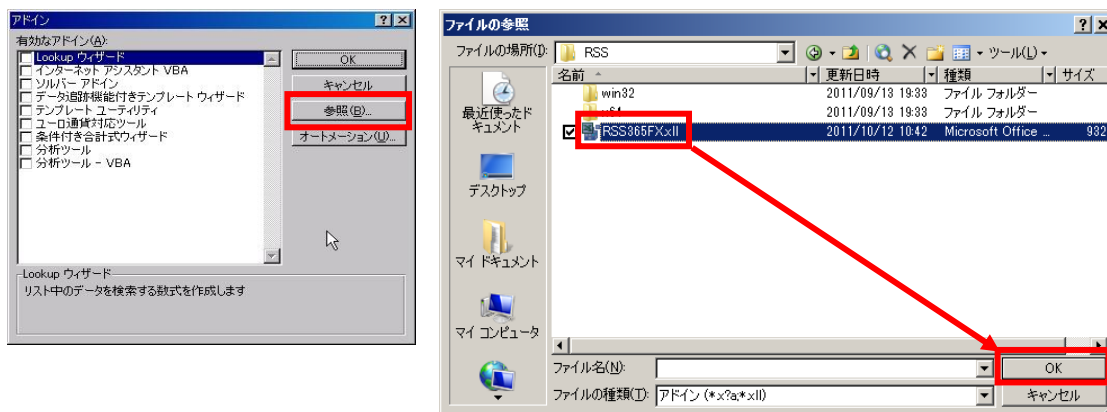 アドイン
有効なアドイン(A):
Lookup ウィザード
インターネット アシスタント VBA
ソルバー アドイン
データ追跡機能付きテンプレート ウィザード
テンプレート ユーティリティ
ユーロ通貨対応ツール
条件付き合計式ウィザード
分析ツール
分析ツール - VBA
OK
キャンセル
参照(B)...
オートメーション(U)...
Lookup ウィザード
リスト中のデータを検索する数式を作成します
ファイルの参照
ファイルの場所(I):
RSS
ツール(L)
名前 更新日時 種類 サイズ
win32 2011/09/13 19:33 ファイル フォルダー
x64 2011/09/13 19:33 ファイル フォルダー
RSS365FX.xll 2011/10/12 10:42 Microsoft Office ... 932
最近使ったドキュメント
デスクトップ
マイ ドキュメント
マイ コンピュータ
ファイル名(N):
OK
ファイルの種類(T):
アドイン (*.x?a;*.xll)
キャンセル